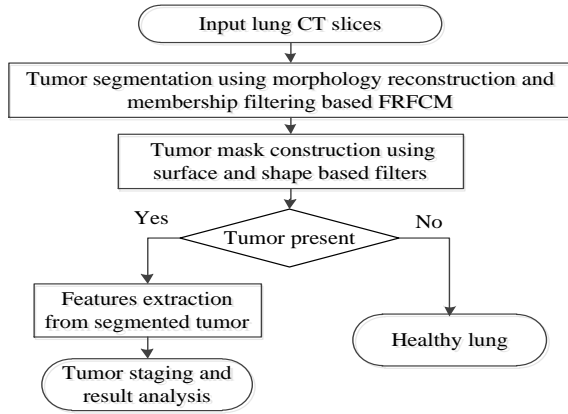 Input lung CT slices
Tumor segmentation using morphology reconstruction and
membership filtering based FRFCM
Tumor mask construction using
surface and shape based filters
Yes
No
Tumor present
Features extraction
from segmented tumor
Healthy lung
Tumor staging and
result analysis